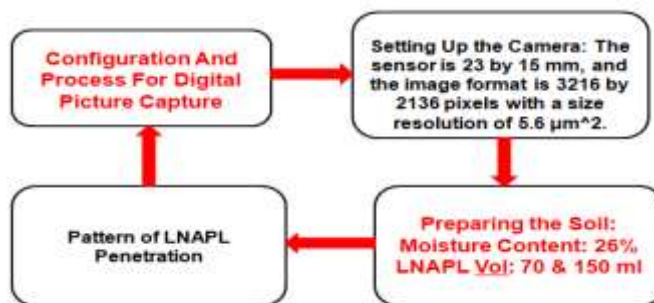 Configuration And
Process For Digital
Picture Capture
Setting Up the Camera: The
sensor is 23 by 15 mm, and
the image format is 3216 by
2136 pixels with a size
resolution of 5.6 µm^2.
Preparing the Soil:
Moisture Content: 26%
LNAPL Vol: 70 & 150 ml
Pattern of LNAPL
Penetration